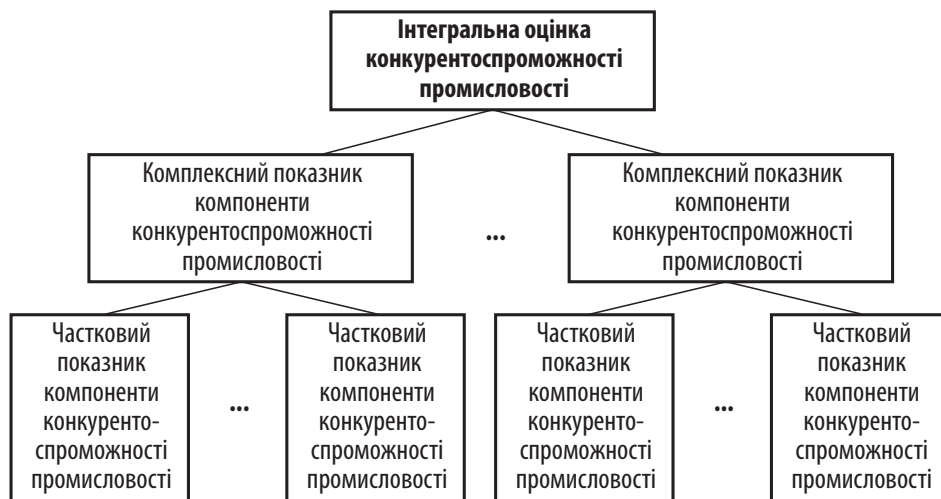 Інтегральна оцінка
конкурентоспроможності
промисловості
Комплексний показник
компоненти
конкурентоспроможності
промисловості
...
Комплексний показник
компоненти
конкурентоспроможності
промисловості
Частковий
показник
компоненти
конкуренто-
спроможності
промисловості
...
Частковий
показник
компоненти
конкуренто-
спроможності
промисловості
Частковий
показник
компоненти
конкуренто-
спроможності
промисловості
...
Частковий
показник
компоненти
конкуренто-
спроможності
промисловості